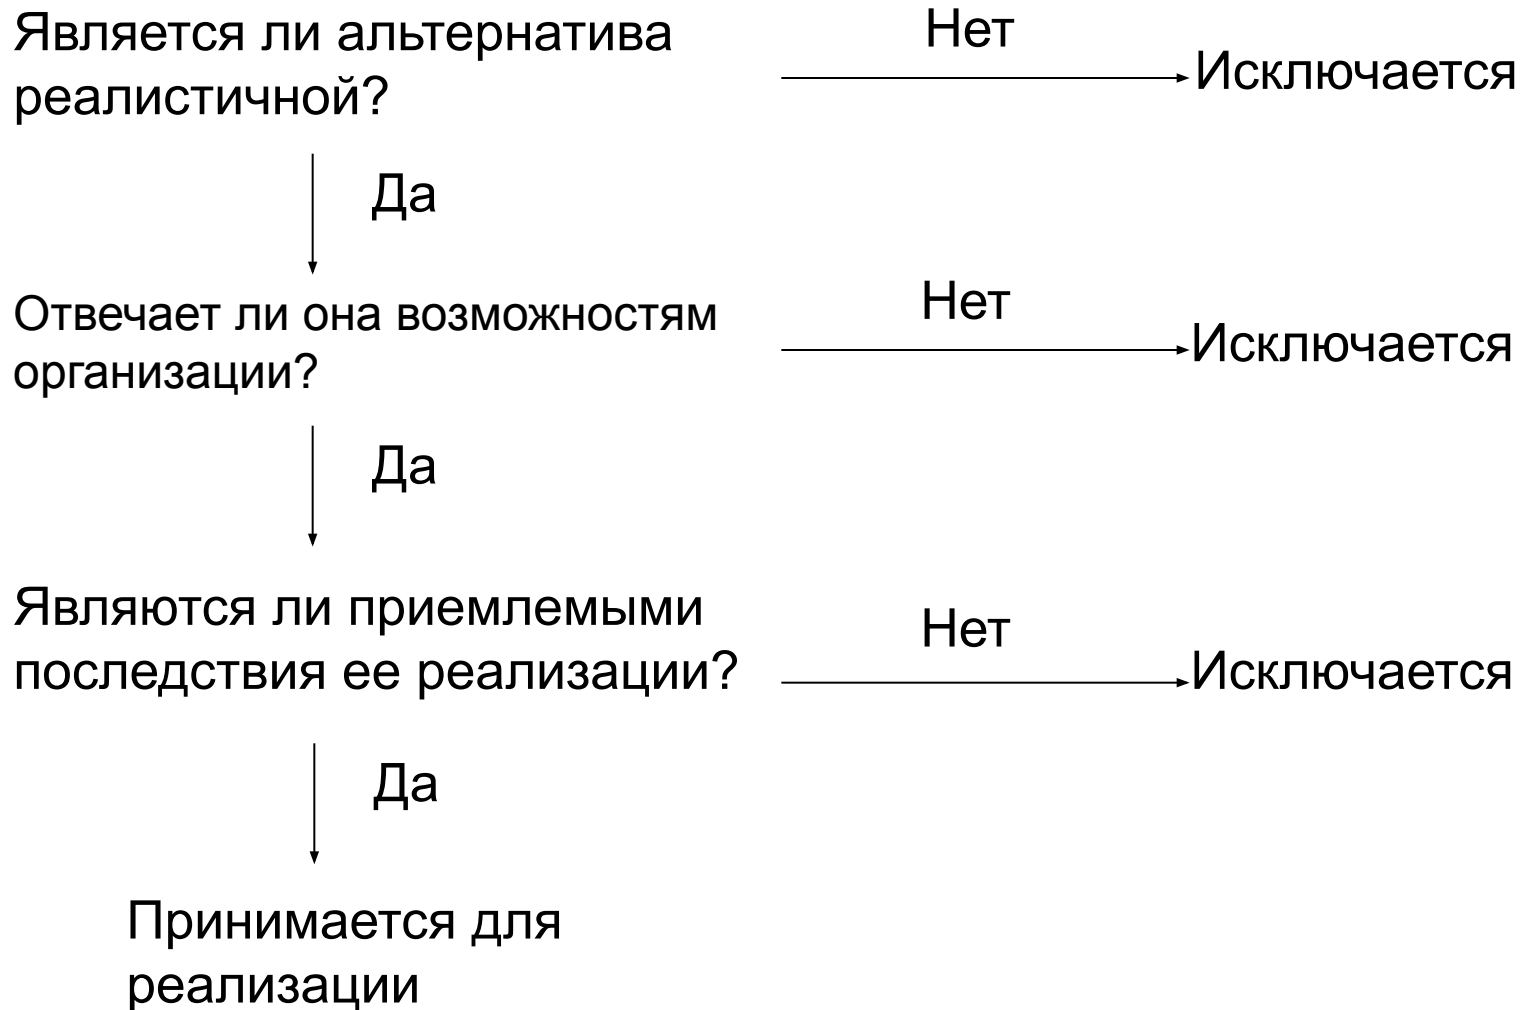 Является ли альтернатива
реалистичной?
Нет
Исключается
Да
Отвечает ли она возможностям
организации?
Нет
Исключается
Да
Являются ли приемлемыми
последствия ее реализации?
Нет
Исключается
Да
Принимается для
реализации